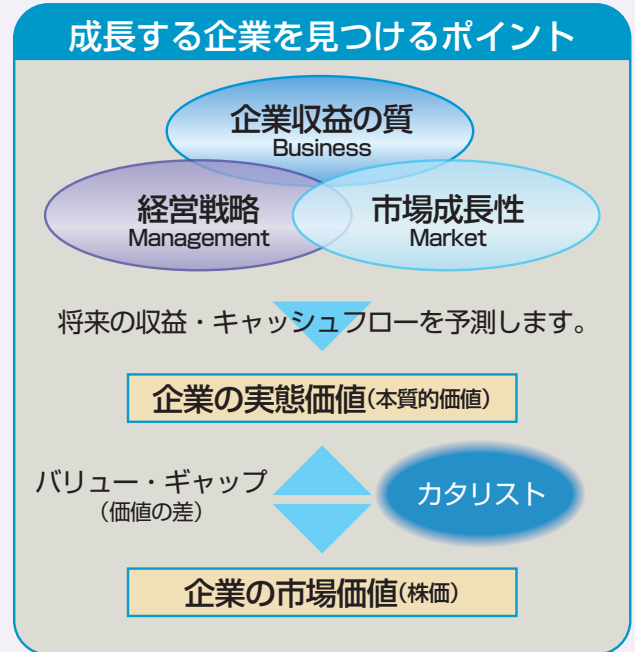 成長する企業を見つけるポイント
企業収益の質
Business
経営戦略
Management
市場成長性
Market
将来の収益・キャッシュフローを予測します。
企業の実態価値(本質的価値)
バリュー・ギャップ
(価値の差)
カタリスト
企業の市場価値(株価)